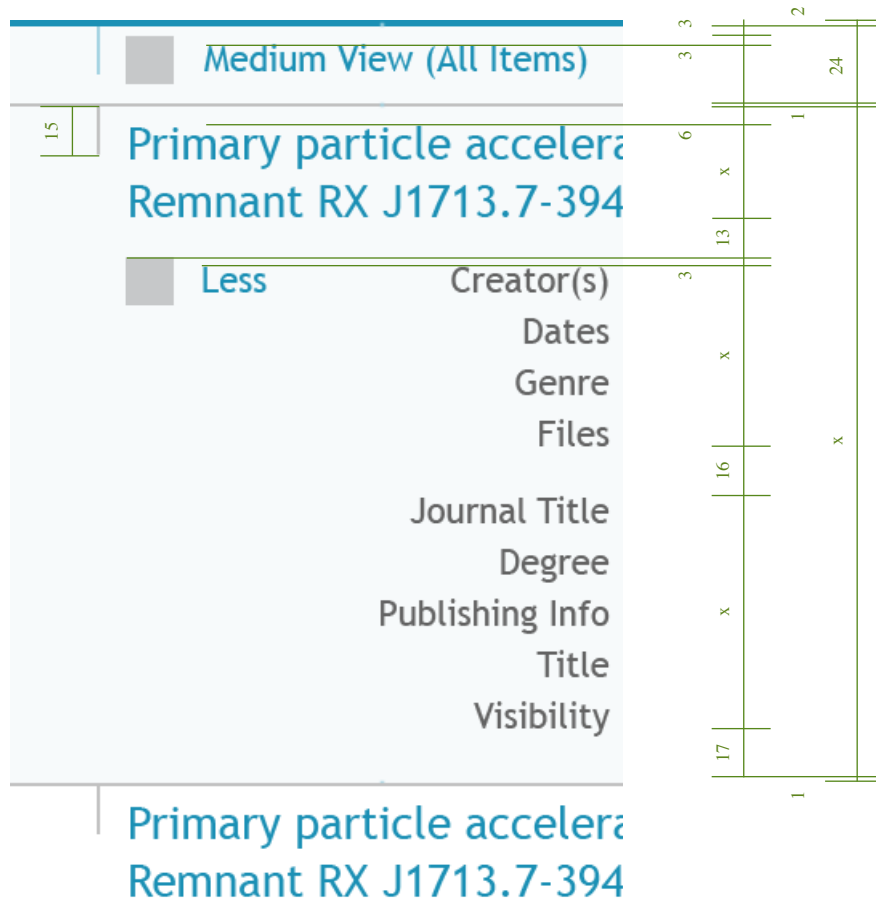 Medium View (All Items)
Primary particle accelera
Remnant RX J1713.7-394
Less
Creator(s)
Dates
Genre
Files
Journal Title
Degree
Publishing Info
Title
Visibility
Primary particle accelera
Remnant RX J1713.7-394
15
3
3
6
x
13
3
x
16
x
17
2
24
1
x
1